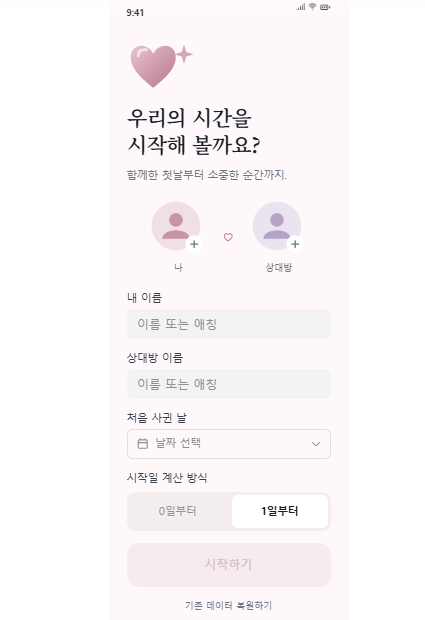 9:41
우리의 시간을
시작해 볼까요?
함께한 첫날부터 소중한 순간까지.
나
상대방
내 이름
이름 또는 애칭
상대방 이름
이름 또는 애칭
처음 사귄 날
날짜 선택
시작일 계산 방식
0일부터
1일부터
시작하기
기존 데이터 복원하기